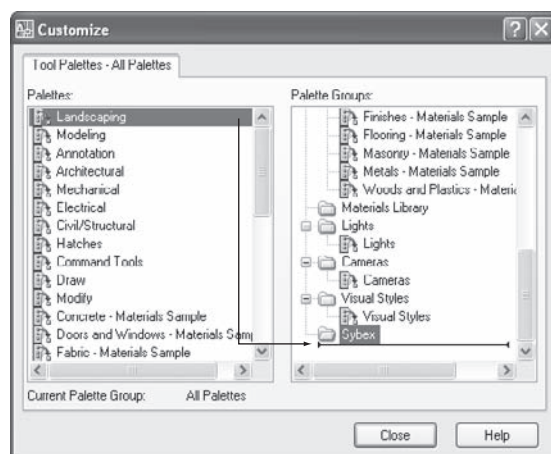 Customize
Tool Palettes - All Palettes
Palettes:
Landscaping
Modeling
Annotation
Architectural
Mechanical
Electrical
Civil/Structural
Hatches
Command Tools
Draw
Modify
Concrete - Materials Sample
Doors and Windows - Materials Sam
Fabric - Materials Sample
Palette Groups:
Finishes - Materials Sample
Flooring - Materials Sample
Masonry - Materials Sample
Metals - Materials Sample
Woods and Plastics - Materia
Materials Library
Lights
Lights
Cameras
Cameras
Visual Styles
Visual Styles
Sybex
Current Palette Group: All Palettes
Close
Help